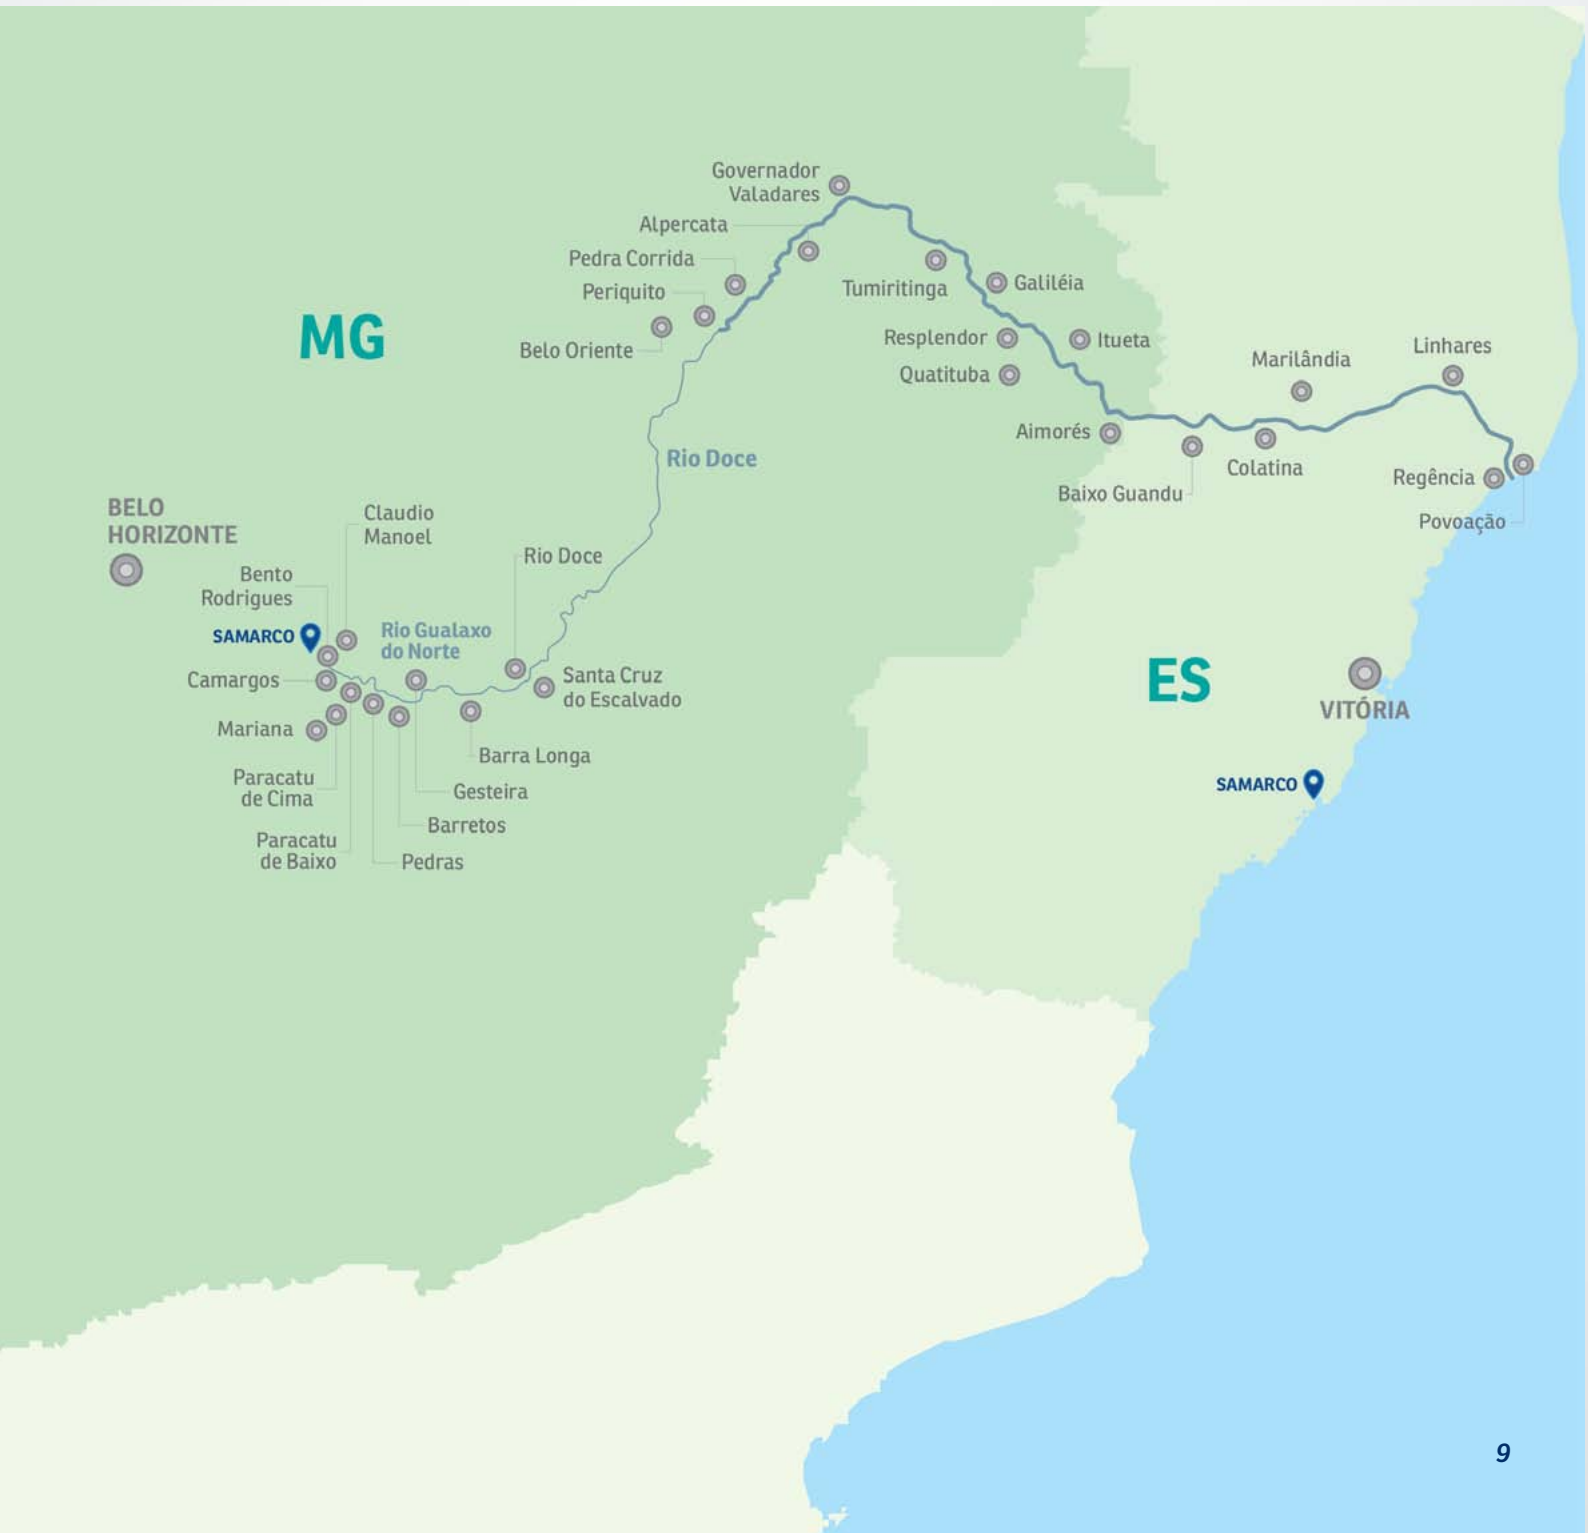 Governador
Valadares
Alpercata
Pedra Corrida
Periquito
Belo Oriente
Tumiritinga
Galiléia
MG
Resplendor
Itueta
Quatituba
Marilândia
Linhares
Aimorés
Rio Doce
Baixo Guandu
Colatina
Regência
Povoação
BELO
HORIZONTE
Claudio
Manoel
Bento
Rodrigues
Rio Doce
SAMARCO
Rio Gualaxo
do Norte
Camargos
Santa Cruz
do Escalvado
Mariana
Barra Longa
Paracatu
de Cima
Gesteira
Barretos
Paracatu
de Baixo
Pedras
ES
VITÓRIA
SAMARCO
9